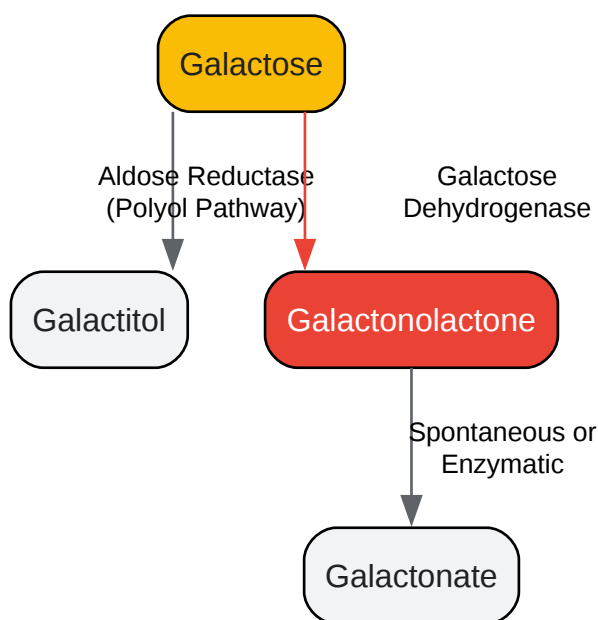 Galactose
Aldose Reductase
(Polyol Pathway)
Galactose
Dehydrogenase
Galactitol
Galactonolactone
Spontaneous or
Enzymatic
Galactonate